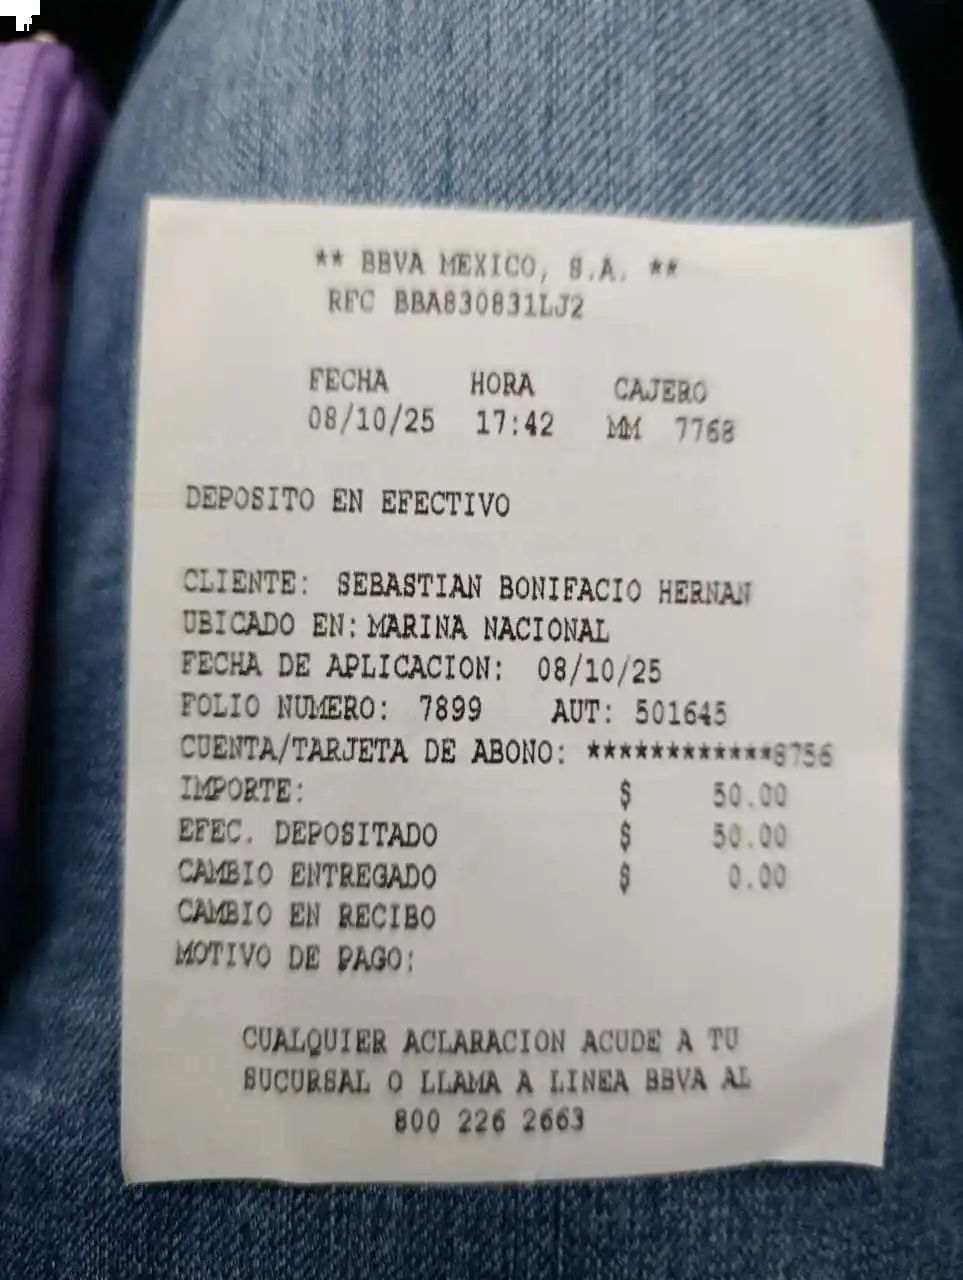 ** BBVA MEXICO, S.A. **
RFC BBA830831LJ2
FECHA HORA CAJERO
08/10/25 17:42 MM 7768
DEPOSITO EN EFECTIVO
CLIENTE: SEBASTIAN BONIFACIO HERNAN
UBICADO EN: MARINA NACIONAL
FECHA DE APLICACION: 08/10/25
FOLIO NUMERO: 7899 AUT: 501645
CUENTA/TARJETA DE ABONO: ************8756
IMPORTE: $ 50.00
EFEC. DEPOSITADO $ 50.00
CAMBIO ENTREGADO $ 0.00
CAMBIO EN RECIBO
MOTIVO DE PAGO:
CUALQUIER ACLARACION ACUDE A TU
SUCURSAL O LLAMA A LINEA BBVA AL
800 226 2663